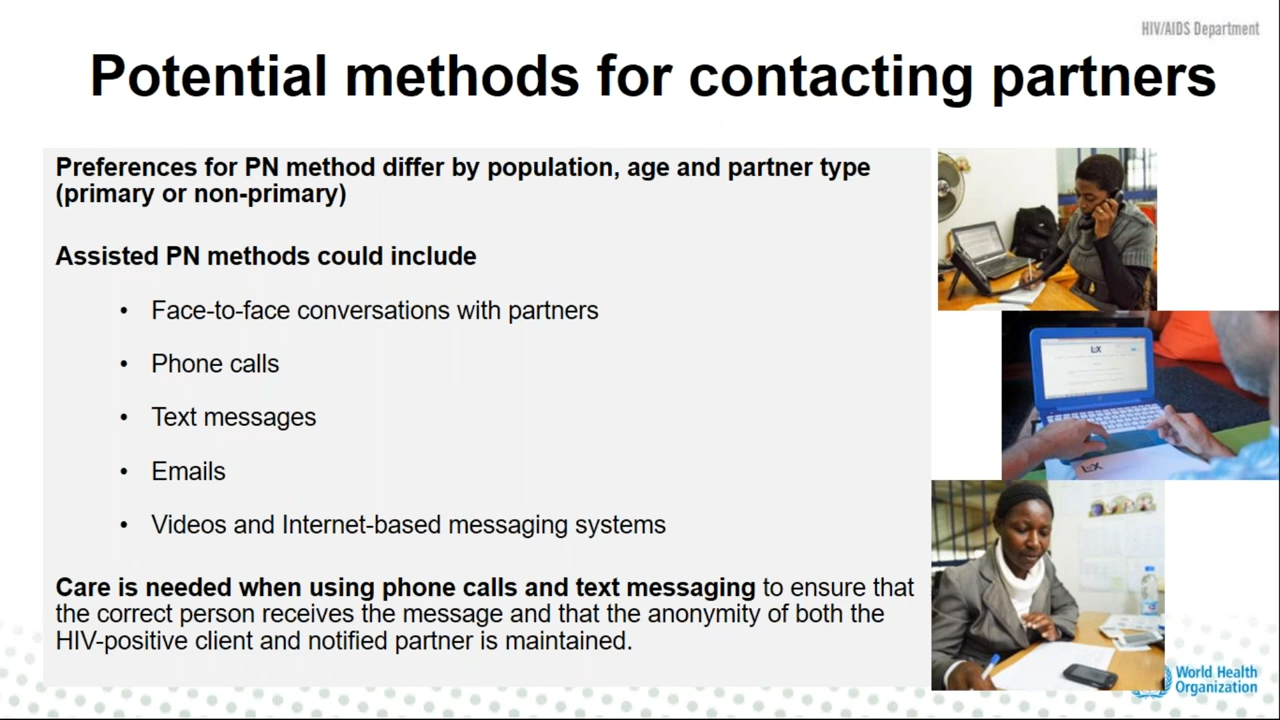 HIV/AIDS Department
Potential methods for contacting partners
Preferences for PN method differ by population, age and partner type
(primary or non-primary)
Assisted PN methods could include
• Face-to-face conversations with partners
• Phone calls
• Text messages
• Emails
• Videos and Internet-based messaging systems
Care is needed when using phone calls and text messaging to ensure that
the correct person receives the message and that the anonymity of both the
HIV-positive client and notified partner is maintained.
World Health
Organization